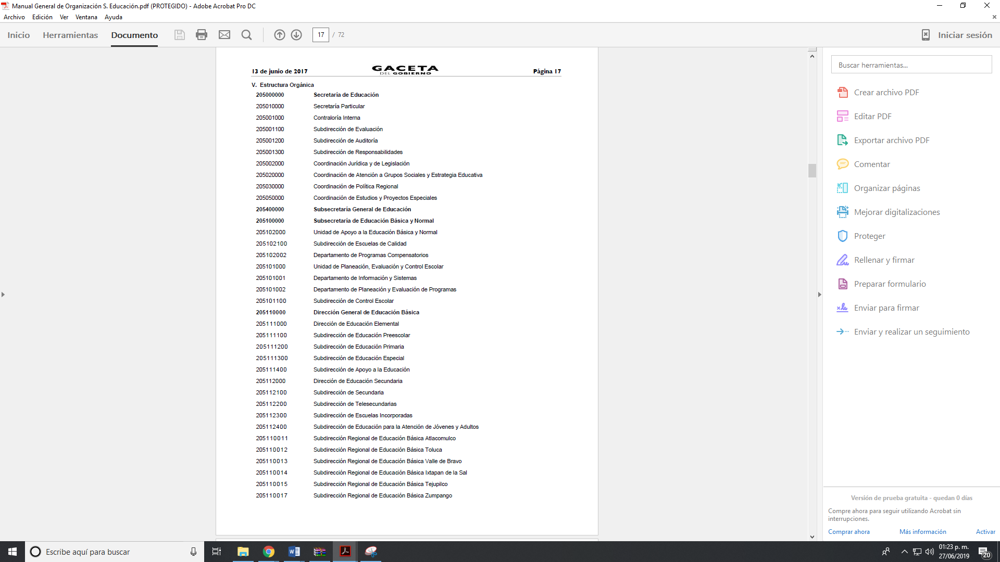 Manual General de Organización S. Educación.pdf (PROTEGIDO) - Adobe Acrobat Pro DC
Archivo Edición Ver Ventana Ayuda
Inicio Herramientas Documento 17 / 72 Iniciar sesión
13 de junio de 2017 GACETA DEL GOBIERNO Página 17
V. Estructura Orgánica
205000000 Secretaría de Educación
205010000 Secretaría Particular
205001000 Contraloría Interna
205001100 Subdirección de Evaluación
205001200 Subdirección de Auditoría
205001300 Subdirección de Responsabilidades
205002000 Coordinación Jurídica y de Legislación
205020000 Coordinación de Atención a Grupos Sociales y Estrategia Educativa
205030000 Coordinación de Política Regional
205050000 Coordinación de Estudios y Proyectos Especiales
205400000 Subsecretaría General de Educación
205100000 Subsecretaría de Educación Básica y Normal
205102000 Unidad de Apoyo a la Educación Básica y Normal
205102100 Subdirección de Escuelas de Calidad
205102002 Departamento de Programas Compensatorios
205101000 Unidad de Planeación, Evaluación y Control Escolar
205101001 Departamento de Información y Sistemas
205101002 Departamento de Planeación y Evaluación de Programas
205101100 Subdirección de Control Escolar
205110000 Dirección General de Educación Básica
205111000 Dirección de Educación Elemental
205111100 Subdirección de Educación Preescolar
205111200 Subdirección de Educación Primaria
205111300 Subdirección de Educación Especial
205111400 Subdirección de Apoyo a la Educación
205112000 Dirección de Educación Secundaria
205112100 Subdirección de Secundaria
205112200 Subdirección de Telesecundarias
205112300 Subdirección de Escuelas Incorporadas
205112400 Subdirección de Educación para la Atención de Jóvenes y Adultos
205110011 Subdirección Regional de Educación Básica Atlacomulco
205110012 Subdirección Regional de Educación Básica Toluca
205110013 Subdirección Regional de Educación Básica Valle de Bravo
205110014 Subdirección Regional de Educación Básica Ixtapan de la Sal
205110015 Subdirección Regional de Educación Básica Tejupilco
205110017 Subdirección Regional de Educación Básica Zumpango
Buscar herramientas...
Crear archivo PDF
Editar PDF
Exportar archivo PDF
Comentar
Organizar páginas
Mejorar digitalizaciones
Proteger
Rellenar y firmar
Preparar formulario
Enviar para firmar
Enviar y realizar un seguimiento
Versión de prueba gratuita - quedan 0 días
Compre ahora para seguir utilizando Acrobat sin
interrupciones.
Comprar ahora Más información Activar
Escribe aquí para buscar
01:23 p. m.
27/06/2019
20